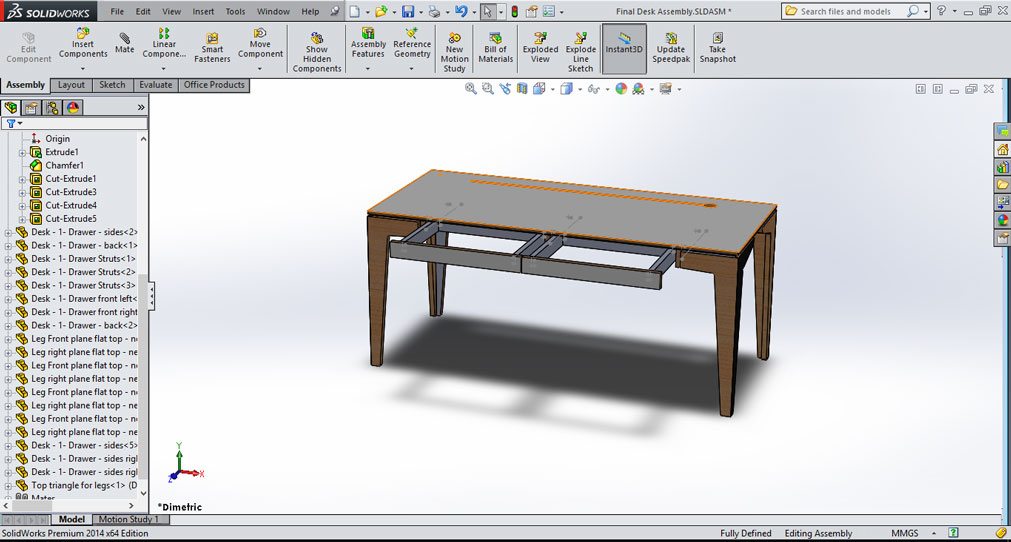 SOLIDWORKS File Edit View Insert Tools Window Help Final Desk Assembly.SLDASM * Search files and models
Edit Component
Insert Components
Mate
Linear Compone...
Smart Fasteners
Move Component
Show Hidden Components
Assembly Features
Reference Geometry
New Motion Study
Bill of Materials
Exploded View
Explode Line Sketch
Instant3D
Update Speedpak
Take Snapshot
Assembly Layout Sketch Evaluate Office Products
Origin
Extrude1
Chamfer1
Cut-Extrude1
Cut-Extrude3
Cut-Extrude4
Cut-Extrude5
Desk - 1- Drawer - sides<2>
Desk - 1- Drawer - back<1>
Desk - 1- Drawer Struts<1>
Desk - 1- Drawer Struts<2>
Desk - 1- Drawer Struts<3>
Desk - 1- Drawer front left<
Desk - 1- Drawer front right
Desk - 1- Drawer - back<2>
Leg Front plane flat top - ne
Leg right plane flat top - ne
Leg Front plane flat top - ne
Leg right plane flat top - ne
Leg Front plane flat top - ne
Leg right plane flat top - ne
Leg Front plane flat top - ne
Leg right plane flat top - ne
Desk - 1- Drawer - sides<5>
Desk - 1- Drawer - sides rig
Desk - 1- Drawer - sides rig
Top triangle for legs<1> (D
Mates
Y
X
Z
*Dimetric
Model Motion Study 1
SolidWorks Premium 2014 x64 Edition Fully Defined Editing Assembly MMGS